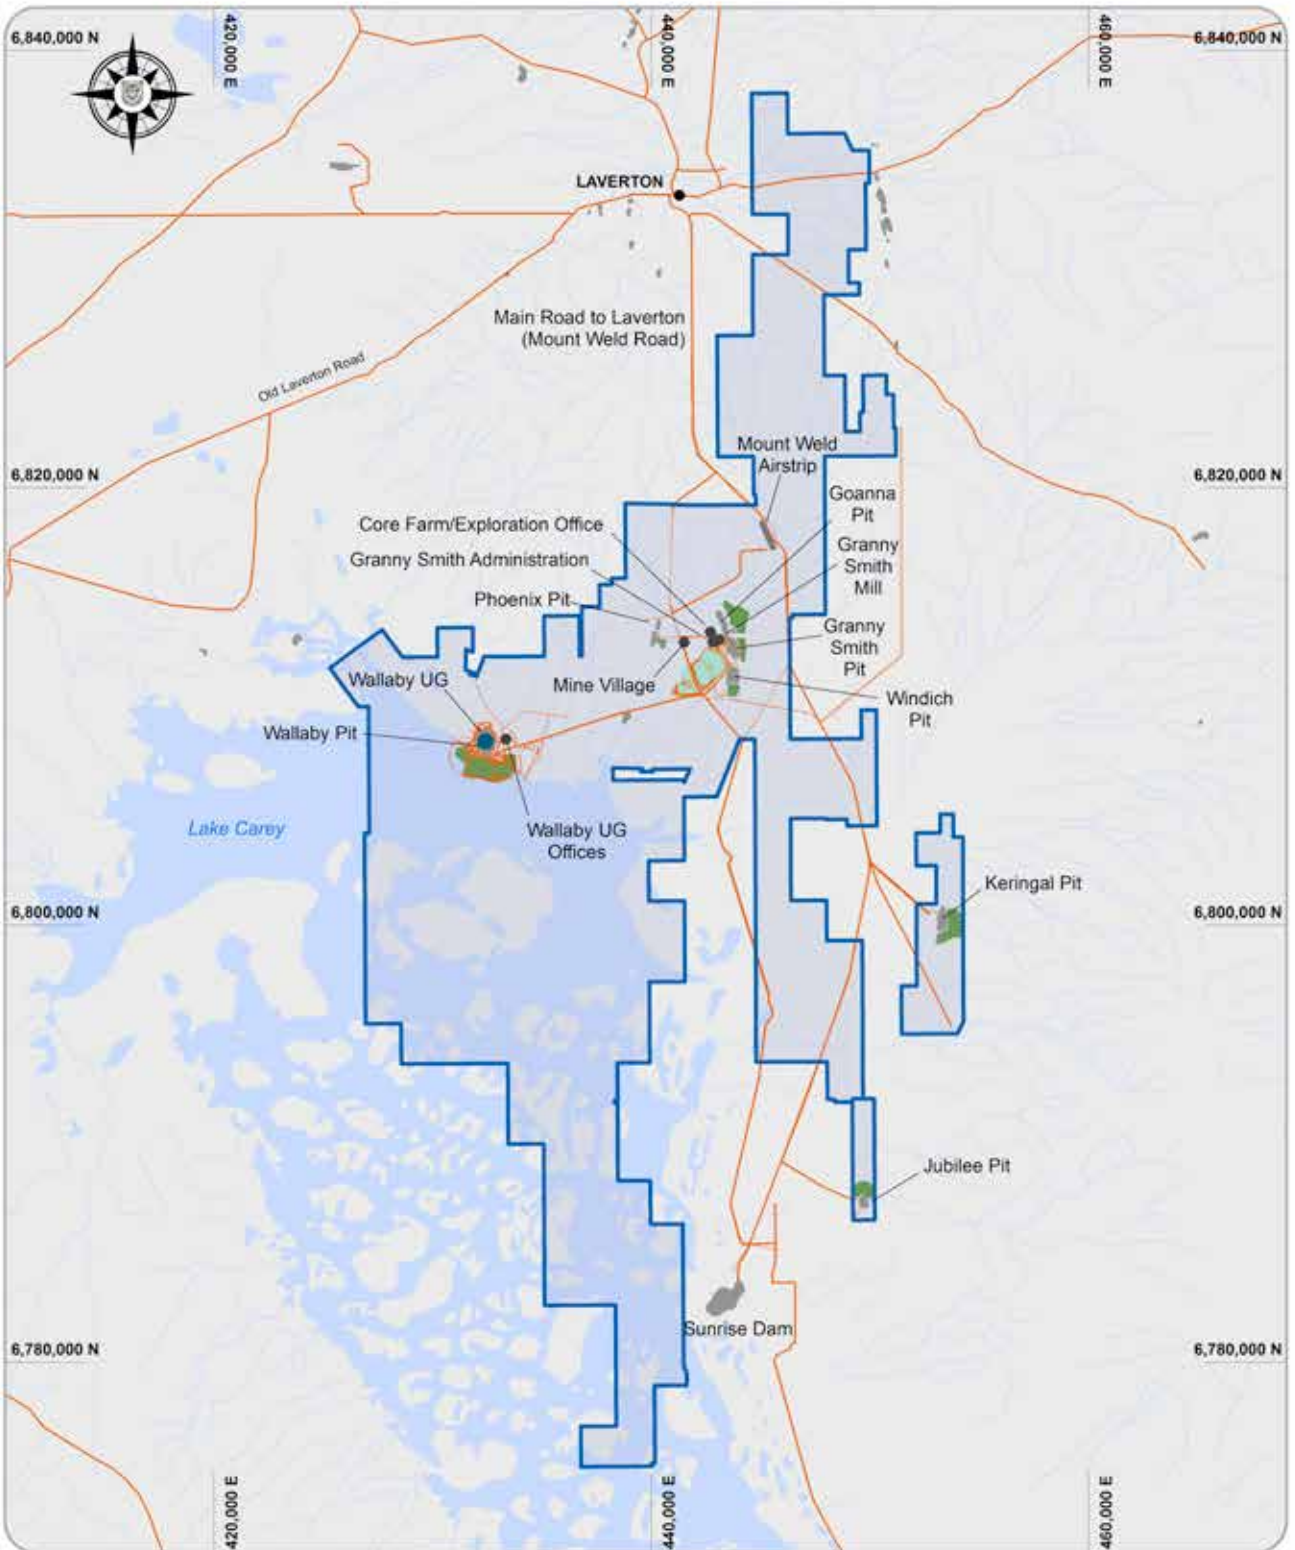 420,000 E
440,000 E
460,000 E
6,840,000 N
6,840,000 N
LAVERTON
Main Road to Laverton
(Mount Weld Road)
Old Laverton Road
Mount Weld
Airstrip
6,820,000 N
6,820,000 N
Goanna
Pit
Core Farm/Exploration Office
Granny Smith Administration
Granny
Smith
Mill
Phoenix Pit
Granny
Smith
Pit
Wallaby UG
Mine Village
Windich
Pit
Wallaby Pit
Lake Carey
Wallaby UG
Offices
Keringal Pit
6,800,000 N
6,800,000 N
Jubilee Pit
Sunrise Dam
6,780,000 N
6,780,000 N
420,000 E
440,000 E
460,000 E